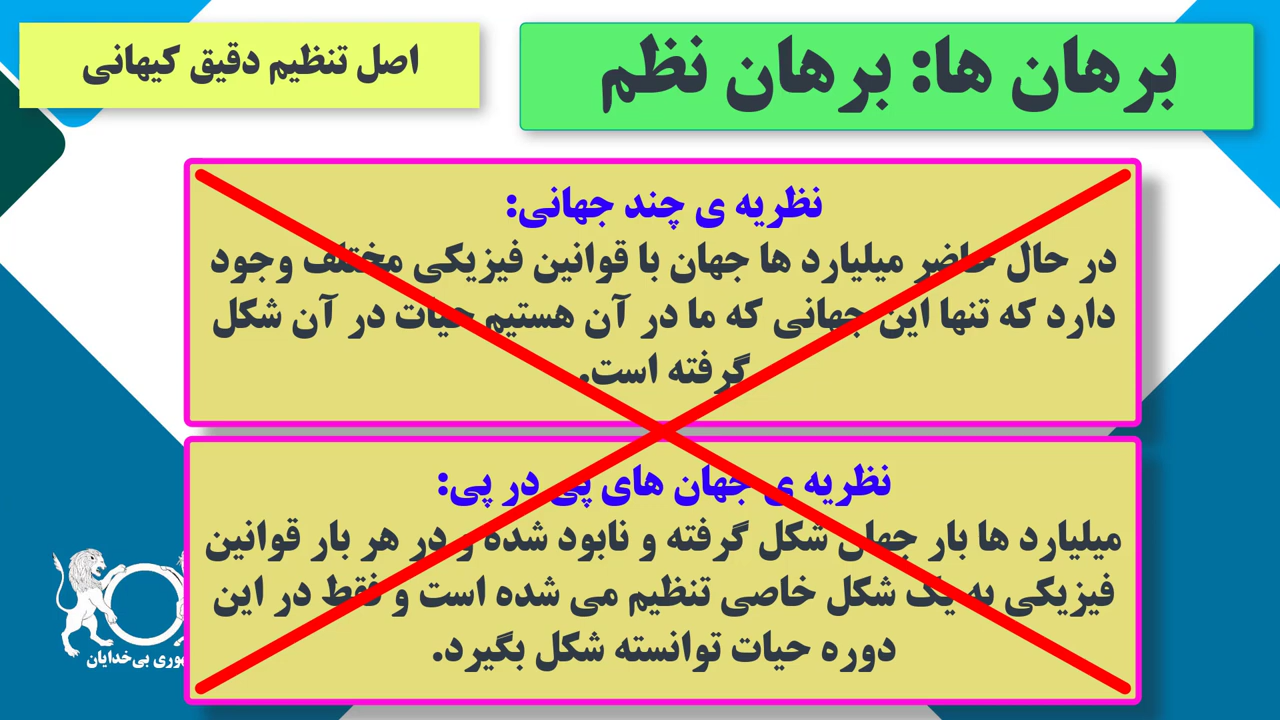 برهان ها: برهان نظم
اصل تنظیم دقیق کیهانی
نظریه ی چند جهانی:
در حال حاضر میلیارد ها جهان با قوانین فیزیکی مختلف وجود
دارد که تنها این جهانی که ما در آن هستیم حیات در آن شکل
گرفته است.
نظریه ی جهان های پی در پی:
میلیارد ها بار جهان شکل گرفته و نابود شده و در هر بار قوانین
فیزیکی به یک شکل خاصی تنظیم می شده است و فقط در این
دوره حیات توانسته شکل بگیرد.
بی‌خدایان